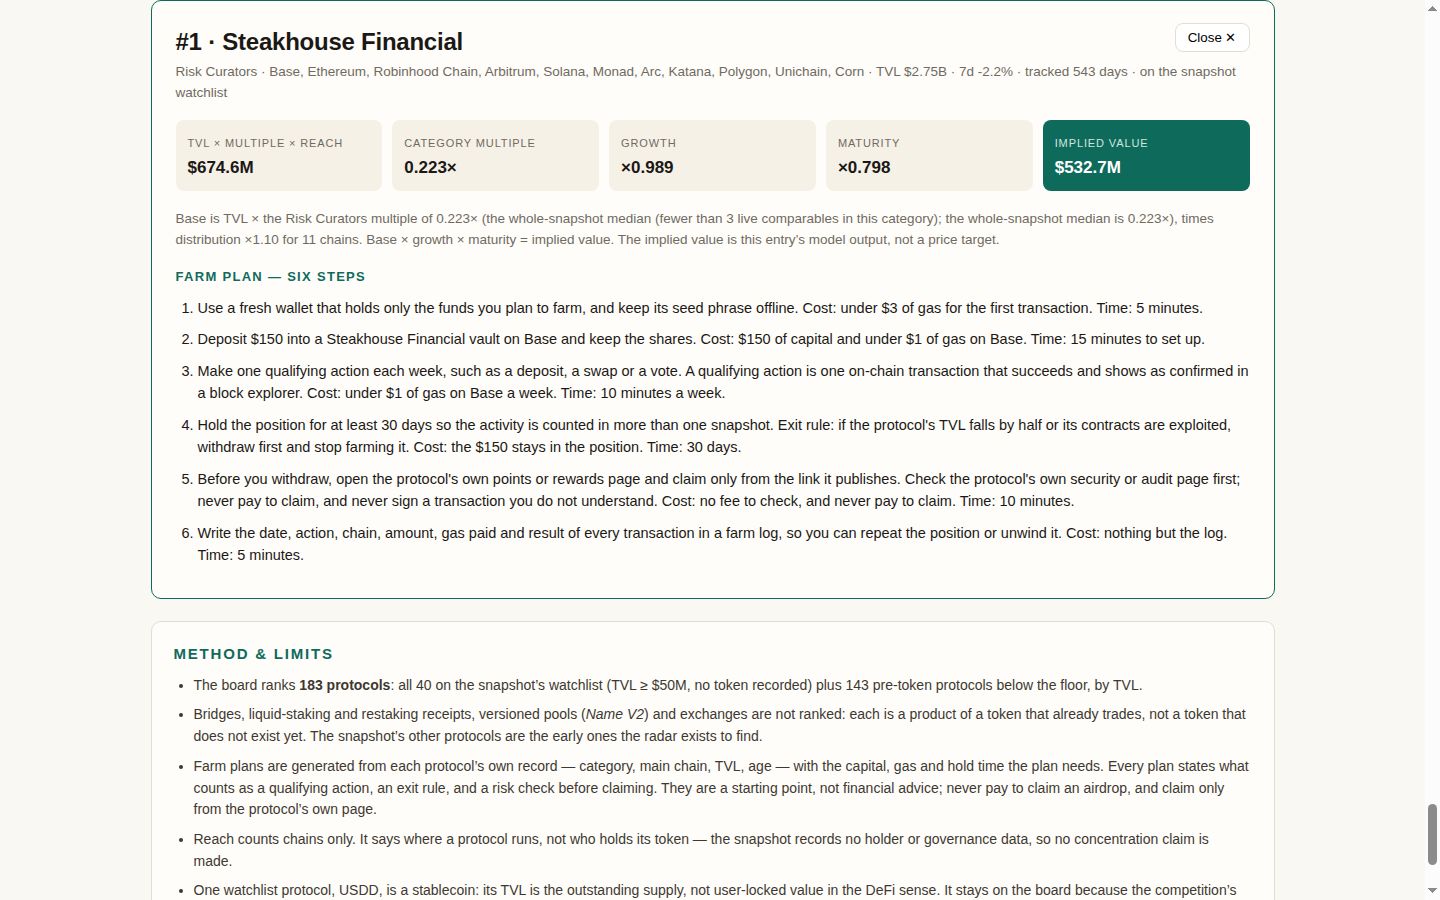 #1 · Steakhouse Financial
Close ✕
Risk Curators · Base, Ethereum, Robinhood Chain, Arbitrum, Solana, Monad, Arc, Katana, Polygon, Unichain, Corn · TVL $2.75B · 7d -2.2% · tracked 543 days · on the snapshot
watchlist
TVL × MULTIPLE × REACH
$674.6M
CATEGORY MULTIPLE
0.223×
GROWTH
×0.989
MATURITY
×0.798
IMPLIED VALUE
$532.7M
Base is TVL × the Risk Curators multiple of 0.223× (the whole-snapshot median (fewer than 3 live comparables in this category); the whole-snapshot median is 0.223×), times
distribution ×1.10 for 11 chains. Base × growth × maturity = implied value. The implied value is this entry's model output, not a price target.
FARM PLAN — SIX STEPS
1. Use a fresh wallet that holds only the funds you plan to farm, and keep its seed phrase offline. Cost: under $3 of gas for the first transaction. Time: 5 minutes.
2. Deposit $150 into a Steakhouse Financial vault on Base and keep the shares. Cost: $150 of capital and under $1 of gas on Base. Time: 15 minutes to set up.
3. Make one qualifying action each week, such as a deposit, a swap or a vote. A qualifying action is one on-chain transaction that succeeds and shows as confirmed in
a block explorer. Cost: under $1 of gas on Base a week. Time: 10 minutes a week.
4. Hold the position for at least 30 days so the activity is counted in more than one snapshot. Exit rule: if the protocol's TVL falls by half or its contracts are exploited,
withdraw first and stop farming it. Cost: the $150 stays in the position. Time: 30 days.
5. Before you withdraw, open the protocol's own points or rewards page and claim only from the link it publishes. Check the protocol's own security or audit page first;
never pay to claim, and never sign a transaction you do not understand. Cost: no fee to check, and never pay to claim. Time: 10 minutes.
6. Write the date, action, chain, amount, gas paid and result of every transaction in a farm log, so you can repeat the position or unwind it. Cost: nothing but the log.
Time: 5 minutes.
METHOD & LIMITS
• The board ranks 183 protocols: all 40 on the snapshot’s watchlist (TVL ≥ $50M, no token recorded) plus 143 pre-token protocols below the floor, by TVL.
• Bridges, liquid-staking and restaking receipts, versioned pools (Name V2) and exchanges are not ranked: each is a product of a token that already trades, not a token that
does not exist yet. The snapshot’s other protocols are the early ones the radar exists to find.
• Farm plans are generated from each protocol’s own record — category, main chain, TVL, age — with the capital, gas and hold time the plan needs. Every plan states what
counts as a qualifying action, an exit rule, and a risk check before claiming. They are a starting point, not financial advice; never pay to claim an airdrop, and claim only
from the protocol’s own page.
• Reach counts chains only. It says where a protocol runs, not who holds its token — the snapshot records no holder or governance data, so no concentration claim is
made.
• One watchlist protocol, USDD, is a stablecoin: its TVL is the outstanding supply, not user-locked value in the DeFi sense. It stays on the board because the competition’s